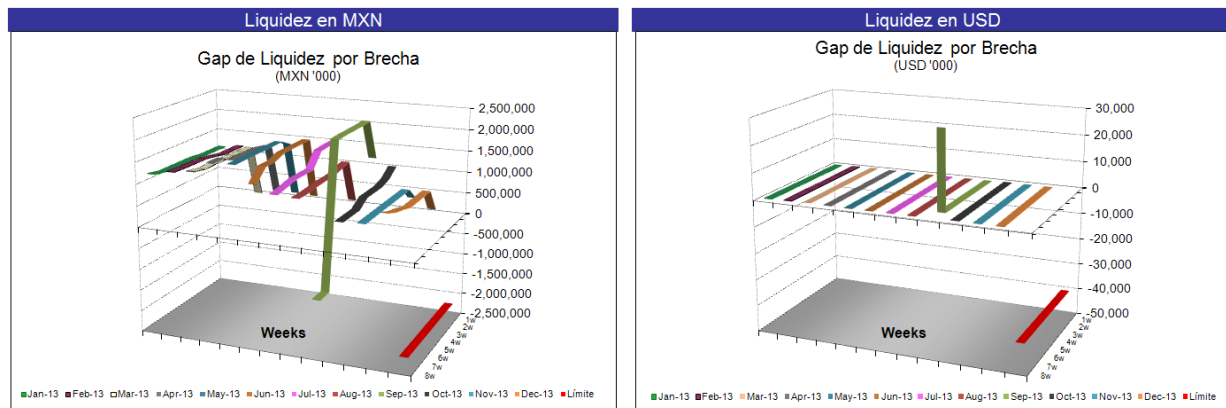 Liquidez en MXN
Gap de Liquidez por Brecha
(MXN '000)
2,500,000
2,000,000
1,500,000
1,000,000
500,000
0
-500,000
-1,000,000
-1,500,000
-2,000,000
-2,500,000
1w
2w
3w
4w
5w
6w
7w
8w
Weeks
Jan-13 Feb-13 Mar-13 Apr-13 May-13 Jun-13 Jul-13 Aug-13 Sep-13 Oct-13 Nov-13 Dec-13 Límite
Liquidez en USD
Gap de Liquidez por Brecha
(USD '000)
30,000
20,000
10,000
0
-10,000
-20,000
-30,000
-40,000
-50,000
1w
2w
3w
4w
5w
6w
7w
8w
Weeks
Jan-13 Feb-13 Mar-13 Apr-13 May-13 Jun-13 Jul-13 Aug-13 Sep-13 Oct-13 Nov-13 Dec-13 Límite